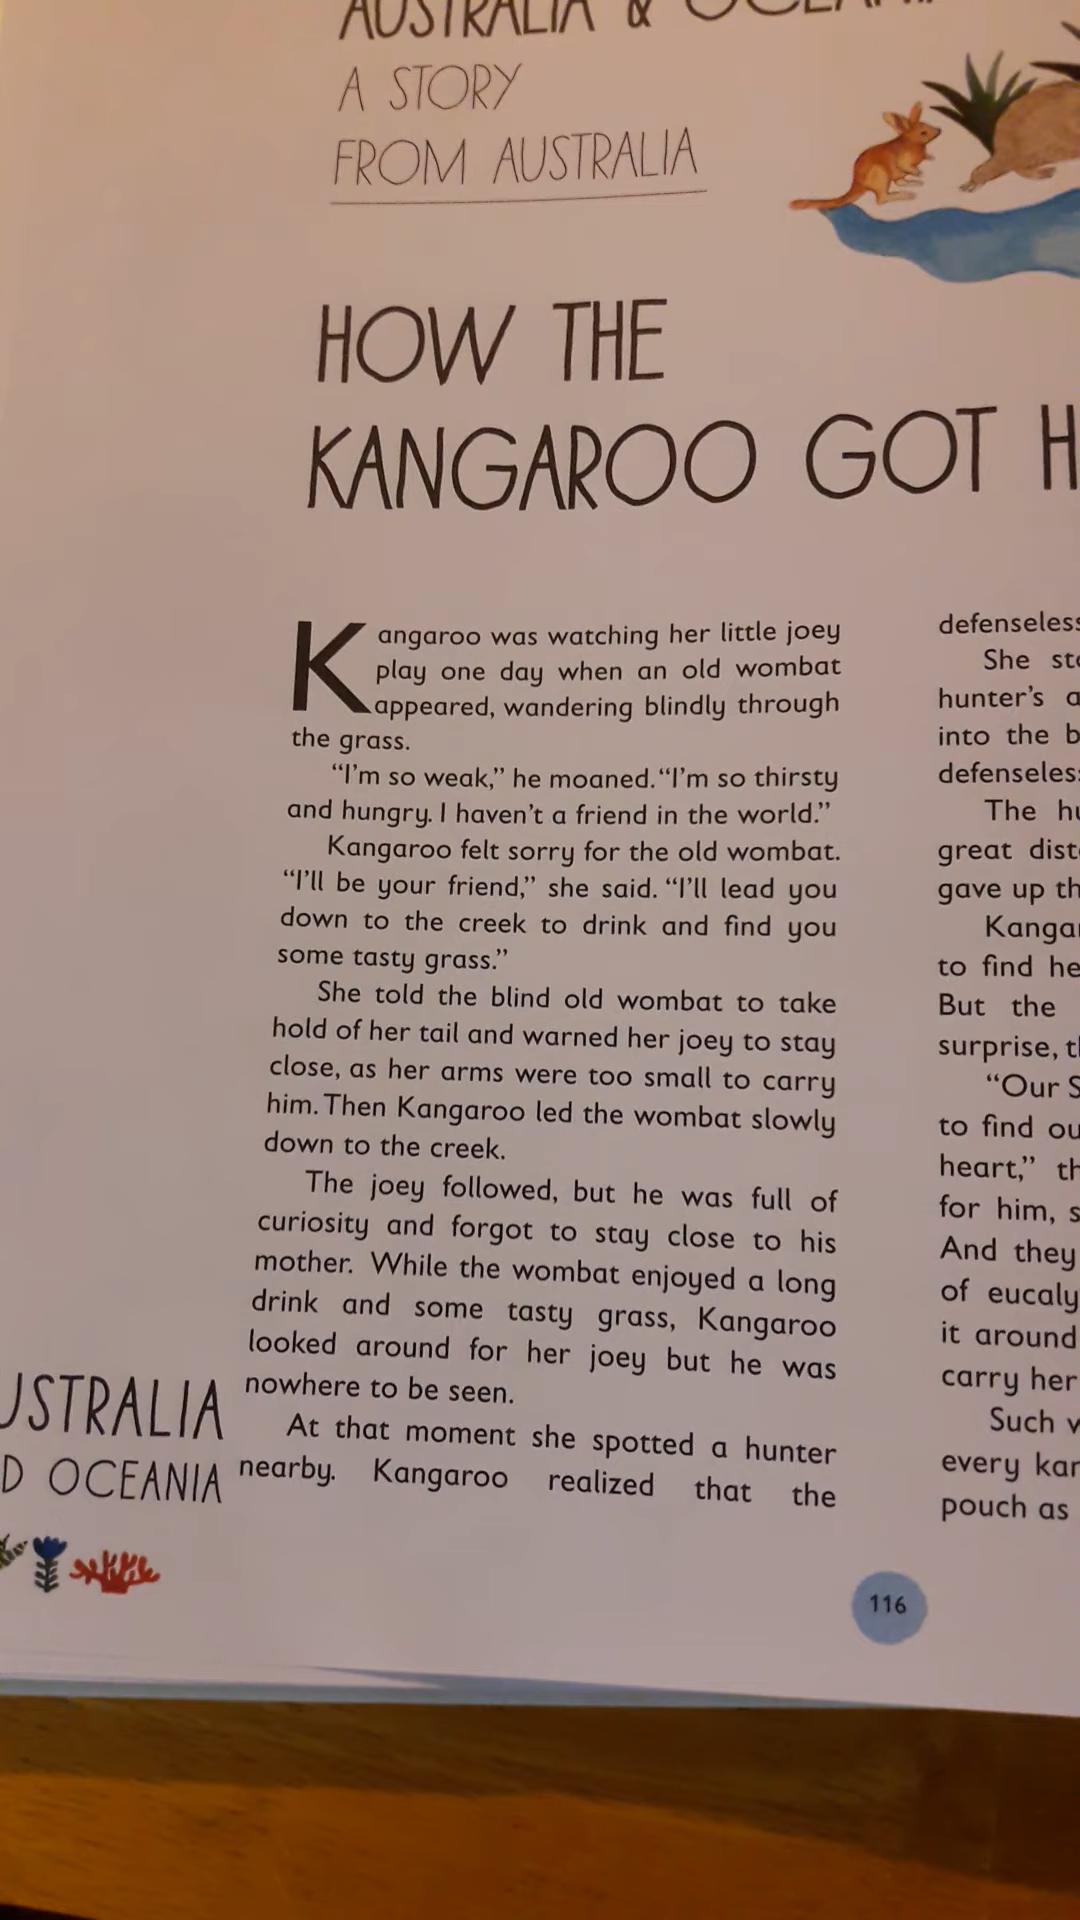 AUSTRALIA &
A STORY
FROM AUSTRALIA
HOW THE
KANGAROO GOT
Kangaroo was watching her little joey
play one day when an old wombat
appeared, wandering blindly through
the grass.
“I’m so weak,” he moaned. “I’m so thirsty
and hungry. I haven’t a friend in the world.”
Kangaroo felt sorry for the old wombat.
“I’ll be your friend,” she said. “I’ll lead you
down to the creek to drink and find you
some tasty grass.”
She told the blind old wombat to take
hold of her tail and warned her joey to stay
close, as her arms were too small to carry
him. Then Kangaroo led the wombat slowly
down to the creek.
The joey followed, but he was full of
curiosity and forgot to stay close to his
mother. While the wombat enjoyed a long
drink and some tasty grass, Kangaroo
looked around for her joey but he was
nowhere to be seen.
At that moment she spotted a hunter
nearby. Kangaroo realized that the
defenseless
She
hunter’s
into the
The
great
gave up
to find
But the
surprise,
“Our
to find
heart,”
for him,
And they
of
it around
carry her
Such
every
pouch as
OCEANIA
116